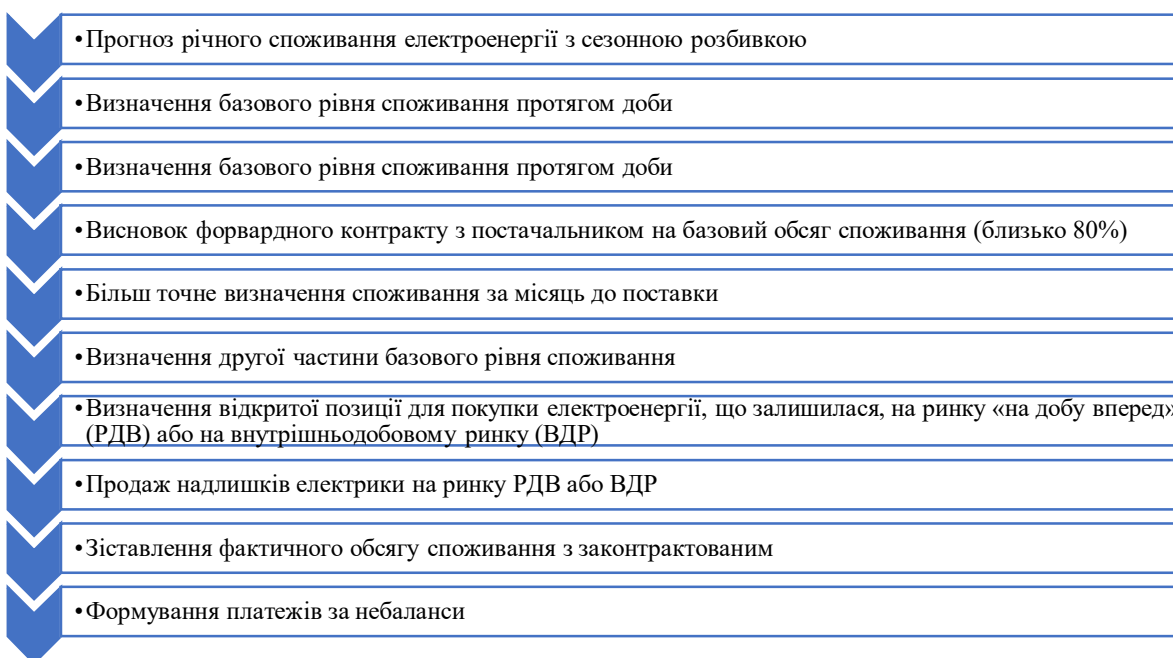 •Прогноз річного споживання електроенергії з сезонною розбивкою
•Визначення базового рівня споживання протягом доби
•Визначення базового рівня споживання протягом доби
•Висновок форвардного контракту з постачальником на базовий обсяг споживання (близько 80%)
•Більш точне визначення споживання за місяць до поставки
•Визначення другої частини базового рівня споживання
•Визначення відкритої позиції для покупки електроенергії, що залишилася, на ринку «на добу вперед»
(РДВ) або на внутрішньодобовому ринку (ВДР)
•Продаж надлишків електрики на ринку РДВ або ВДР
•Зіставлення фактичного обсягу споживання з законтрактованим
•Формування платежів за небаланси